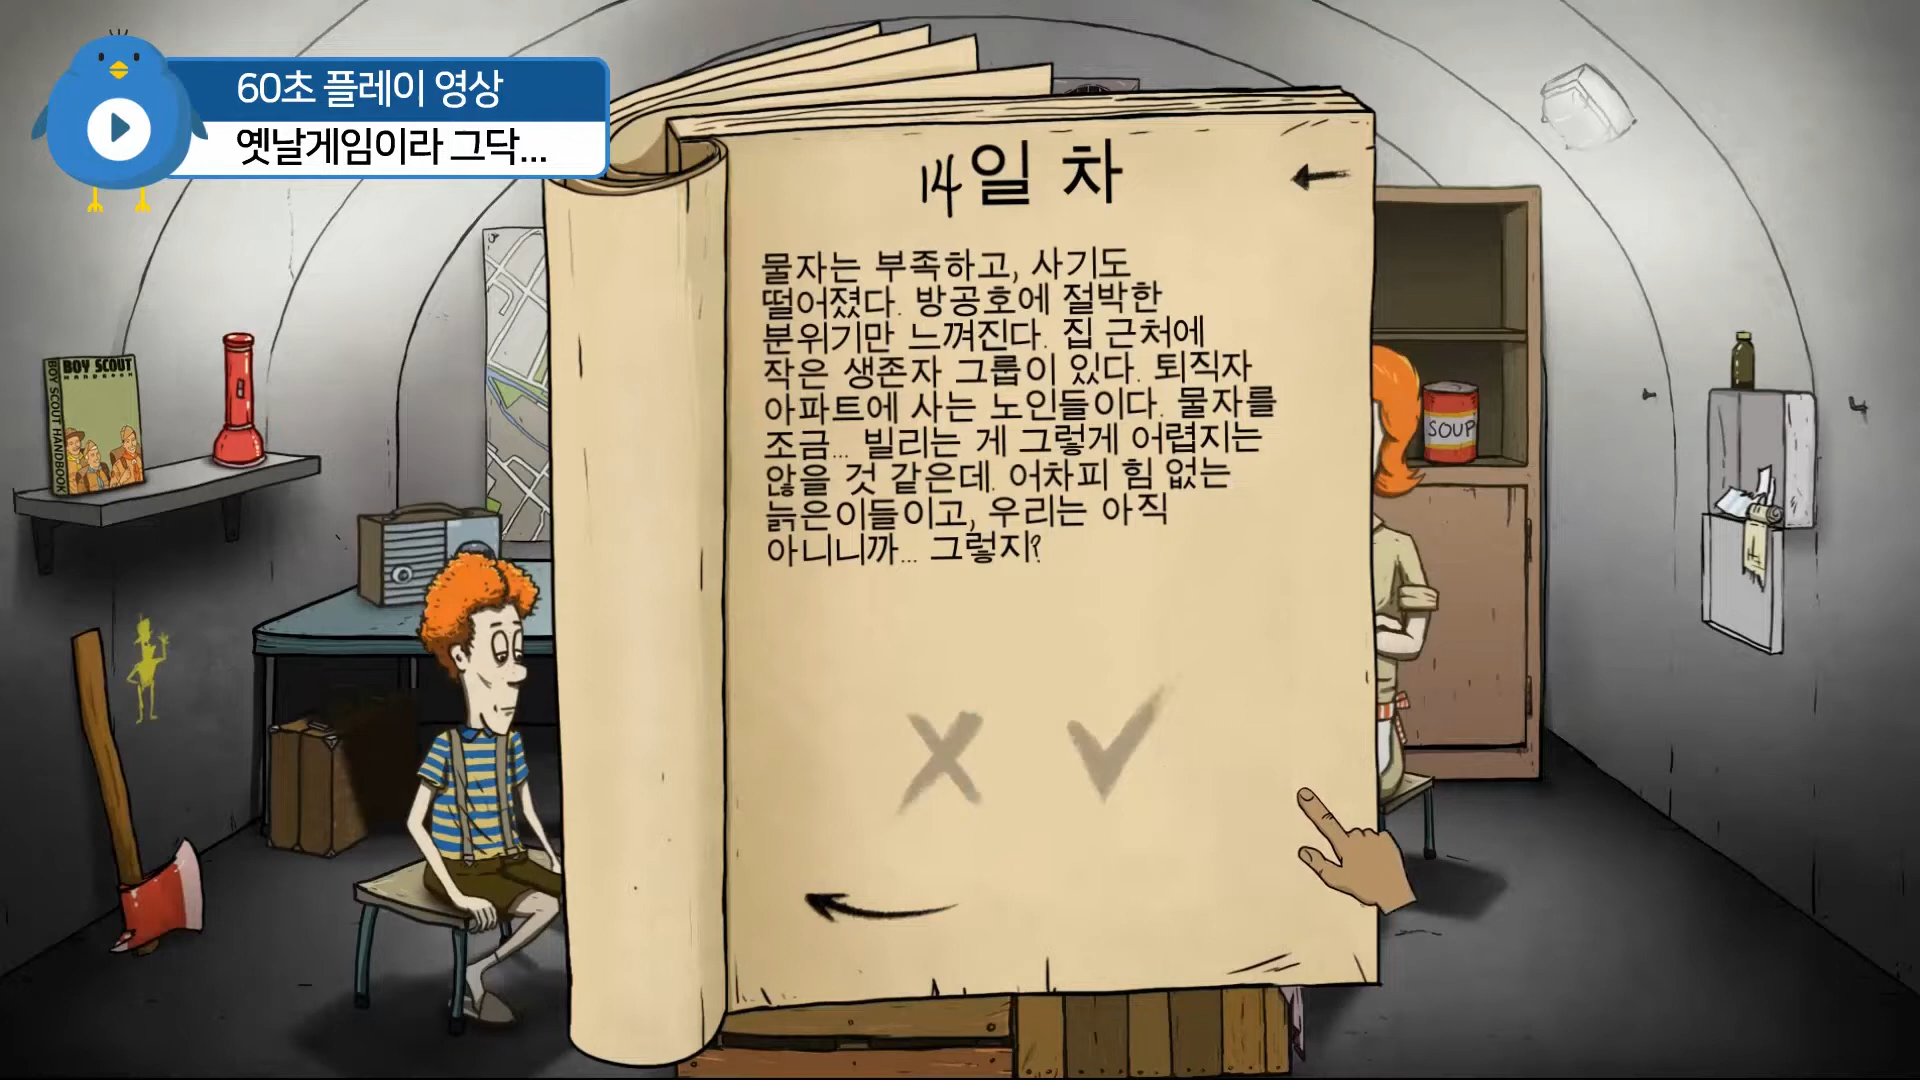 60초 플레이 영상
옛날게임이라 그닥...
14일 차
물자는 부족하고, 사기도
떨어졌다. 방공호에 절박한
분위기만 느껴진다. 집 근처에
작은 생존자 그룹이 있다. 퇴직자
아파트에 사는 노인들이다. 물자를
조금... 빌리는 게 그렇게 어렵지는
않을 것 같은데. 어차피 힘 없는
늙은이들이고, 우리는 아직
아니니까... 그렇지?
BOY SCOUT
HANDBOOK
BOY SCOUT HANDBOOK
SOUP